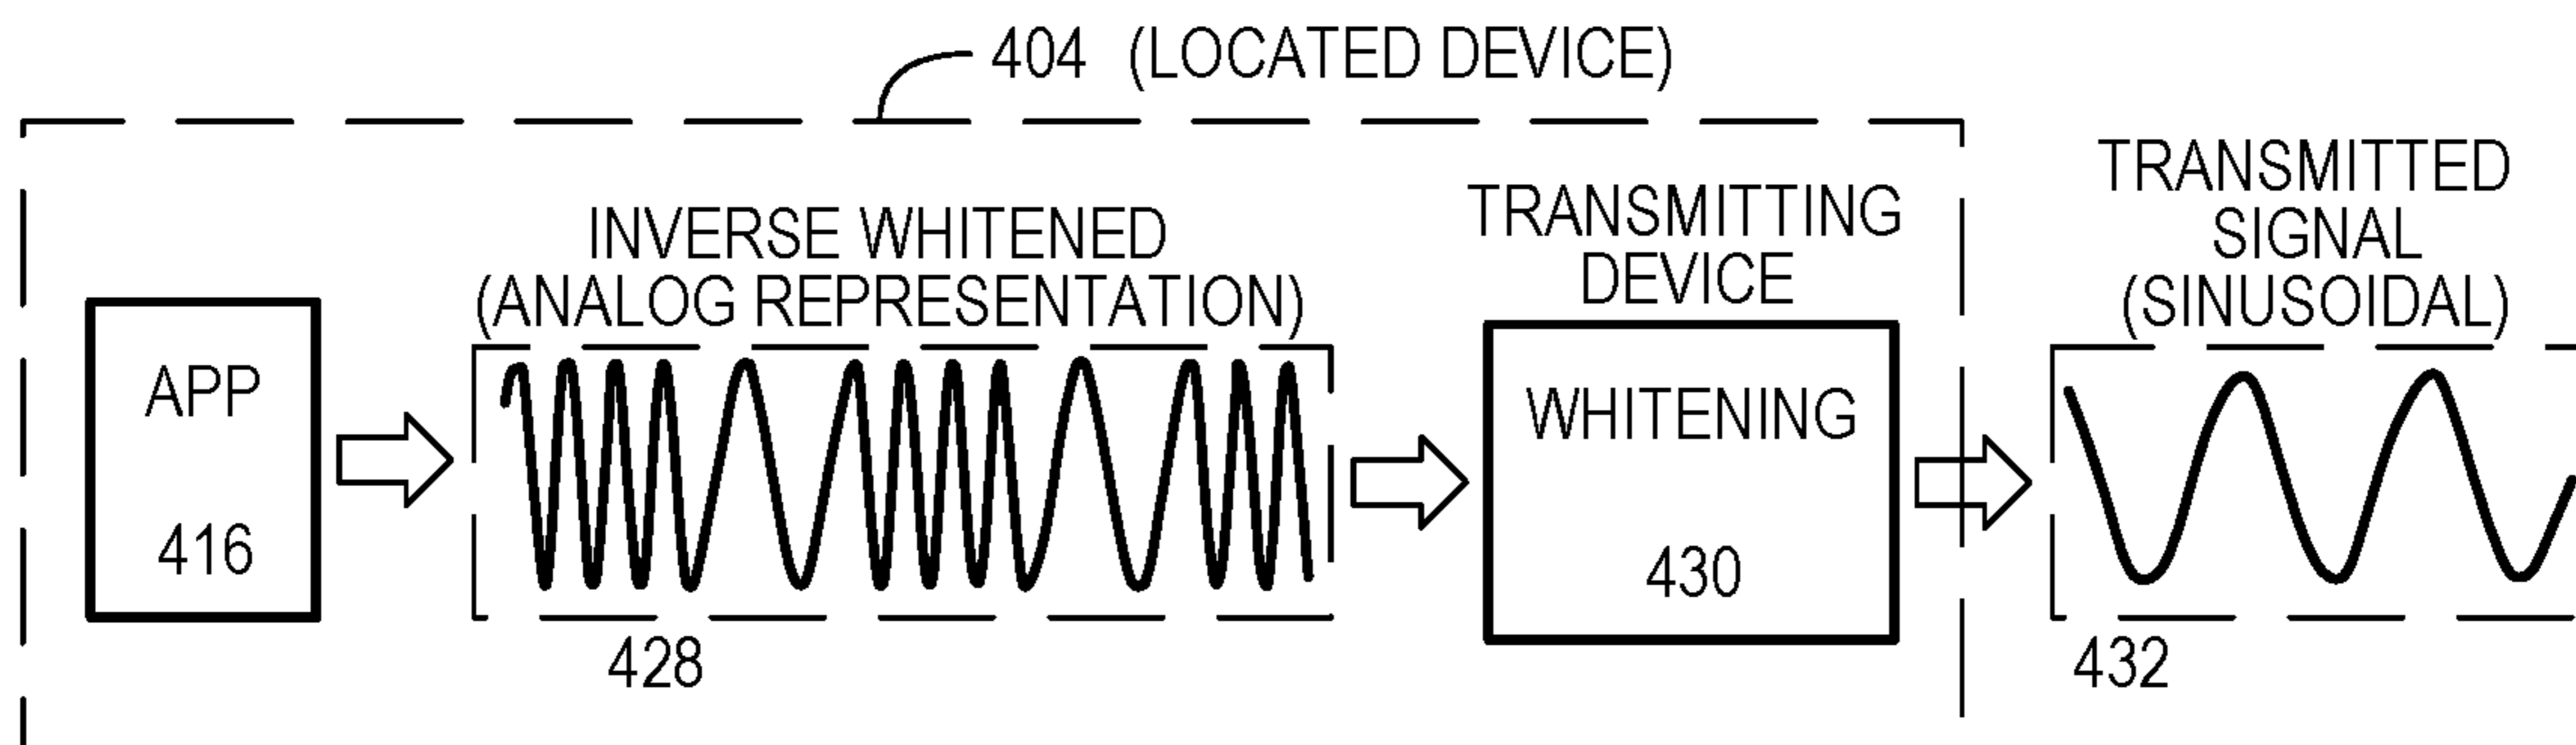 404 (LOCATED DEVICE)
TRANSMITTED
SIGNAL
(SINUSOIDAL)
TRANSMITTING
DEVICE
INVERSE WHITENED
(ANALOG REPRESENTATION)
APP
416
WHITENING
430
428
432